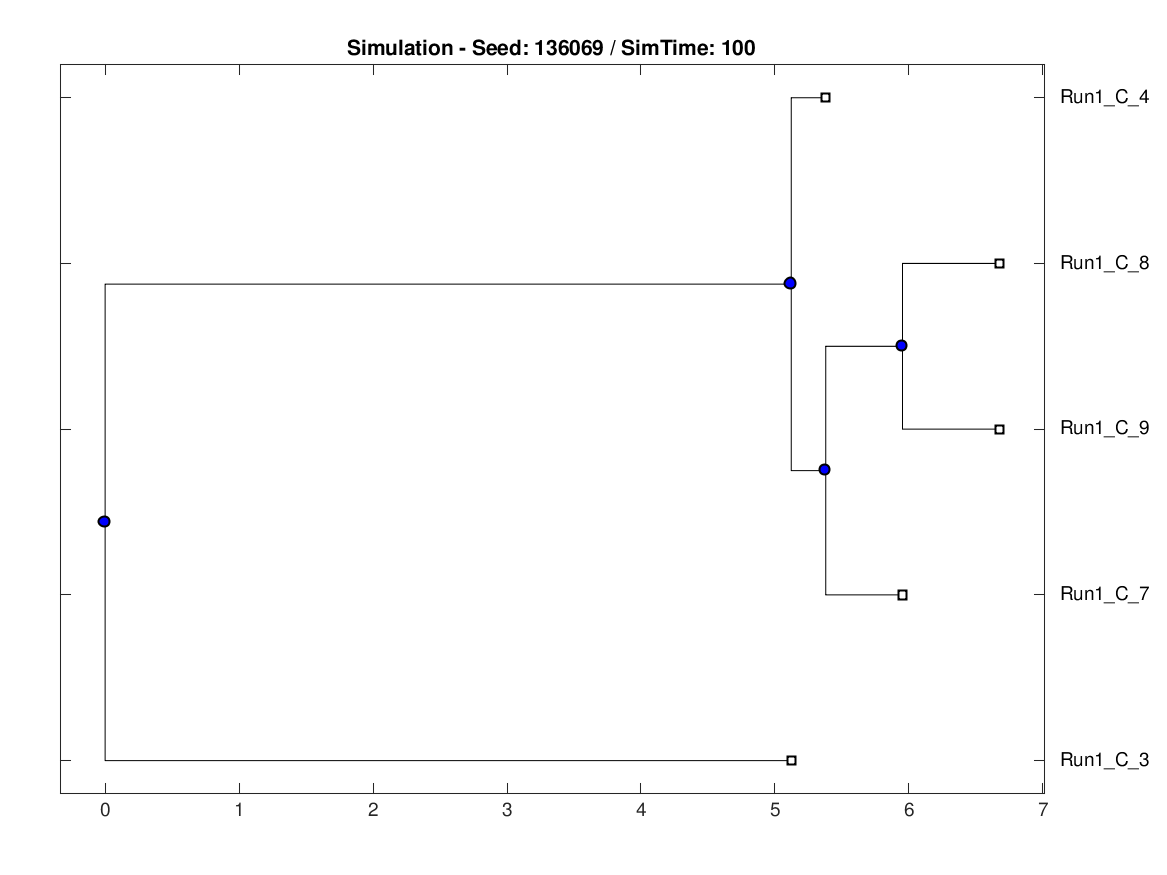 Simulation - Seed: 136069 / SimTime: 100
Run1_C_4
Run1_C_8
Run1_C_9
Run1_C_7
Run1_C_3
0 1 2 3 4 5 6 7